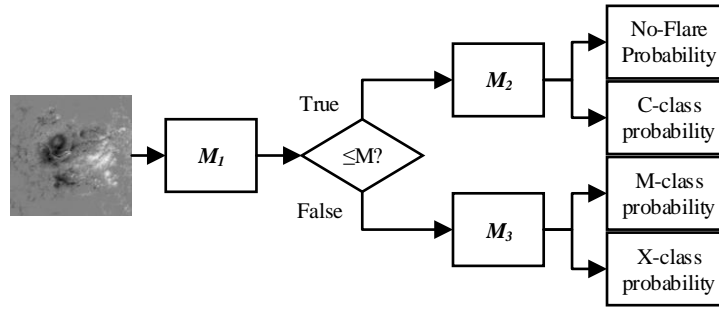 M1
True
≤M?
False
M2
M3
No-Flare
Probability
C-class
probability
M-class
probability
X-class
probability